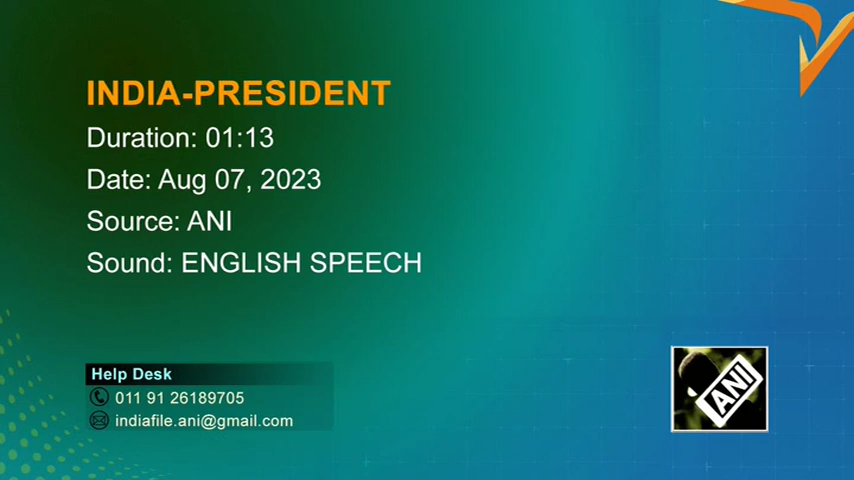 INDIA-PRESIDENT
Duration: 01:13
Date: Aug 07, 2023
Source: ANI
Sound: ENGLISH SPEECH
Help Desk
011 91 26189705
indiafile.ani@gmail.com
ANI